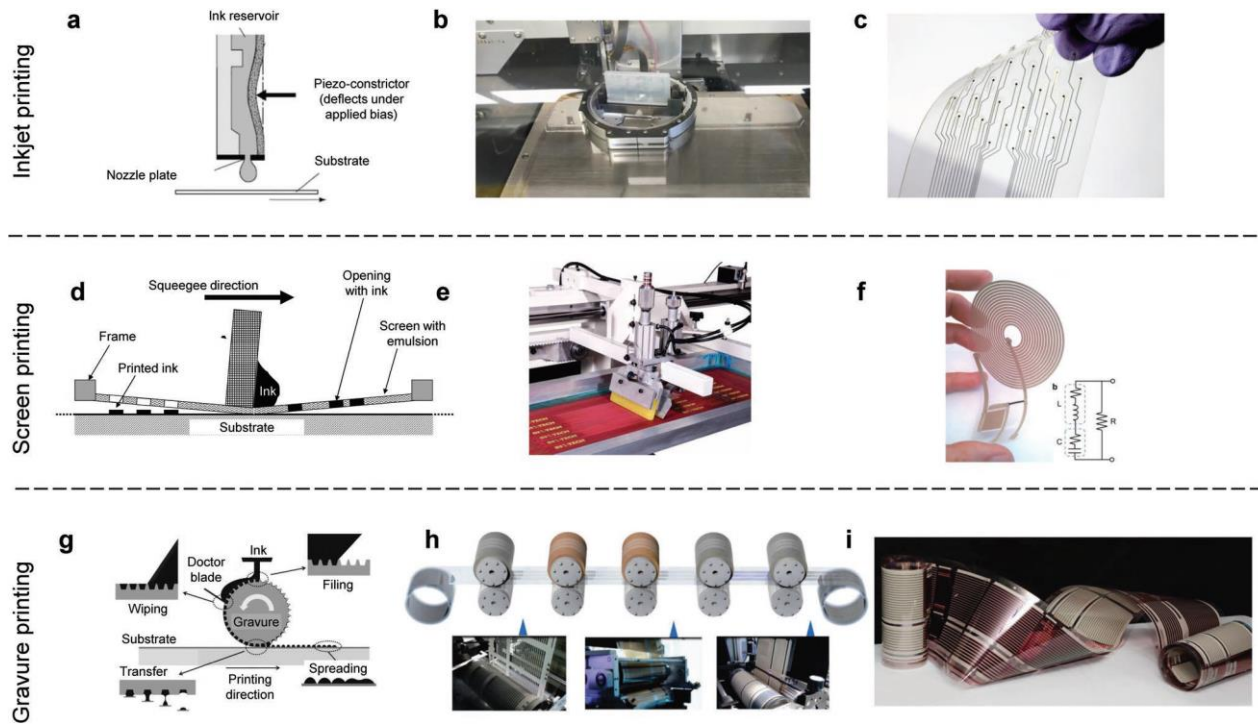 Inkjet printing
a
Ink reservoir
Piezo-constrictor
(deflects under
applied bias)
Substrate
Nozzle plate
b
c
Screen printing
d
Squeegee direction
Opening
with ink
Screen with
emulsion
Frame
Printed ink
Ink
Substrate
e
f
b
L
R
C
Gravure printing
g
Ink
Doctor
blade
Wiping
Filing
Gravure
Substrate
Transfer
Printing
direction
Spreading
h
i